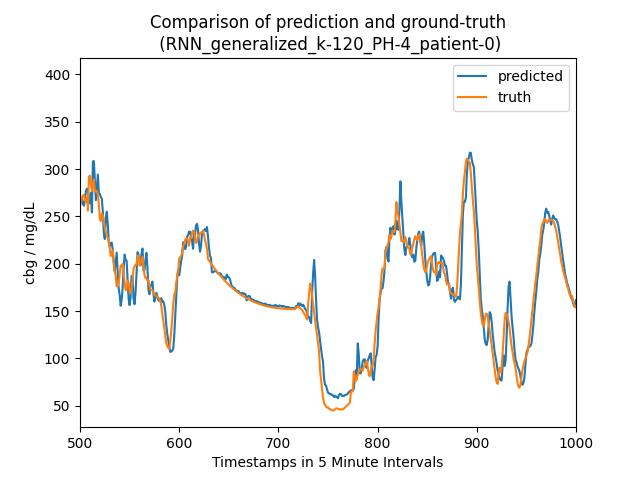 Comparison of prediction and ground-truth
(RNN_generalized_k-120_PH-4_patient-0)
predicted
truth
400
350
300
250
200
150
100
50
cbg / mg/dL
500 600 700 800 900 1000
Timestamps in 5 Minute Intervals